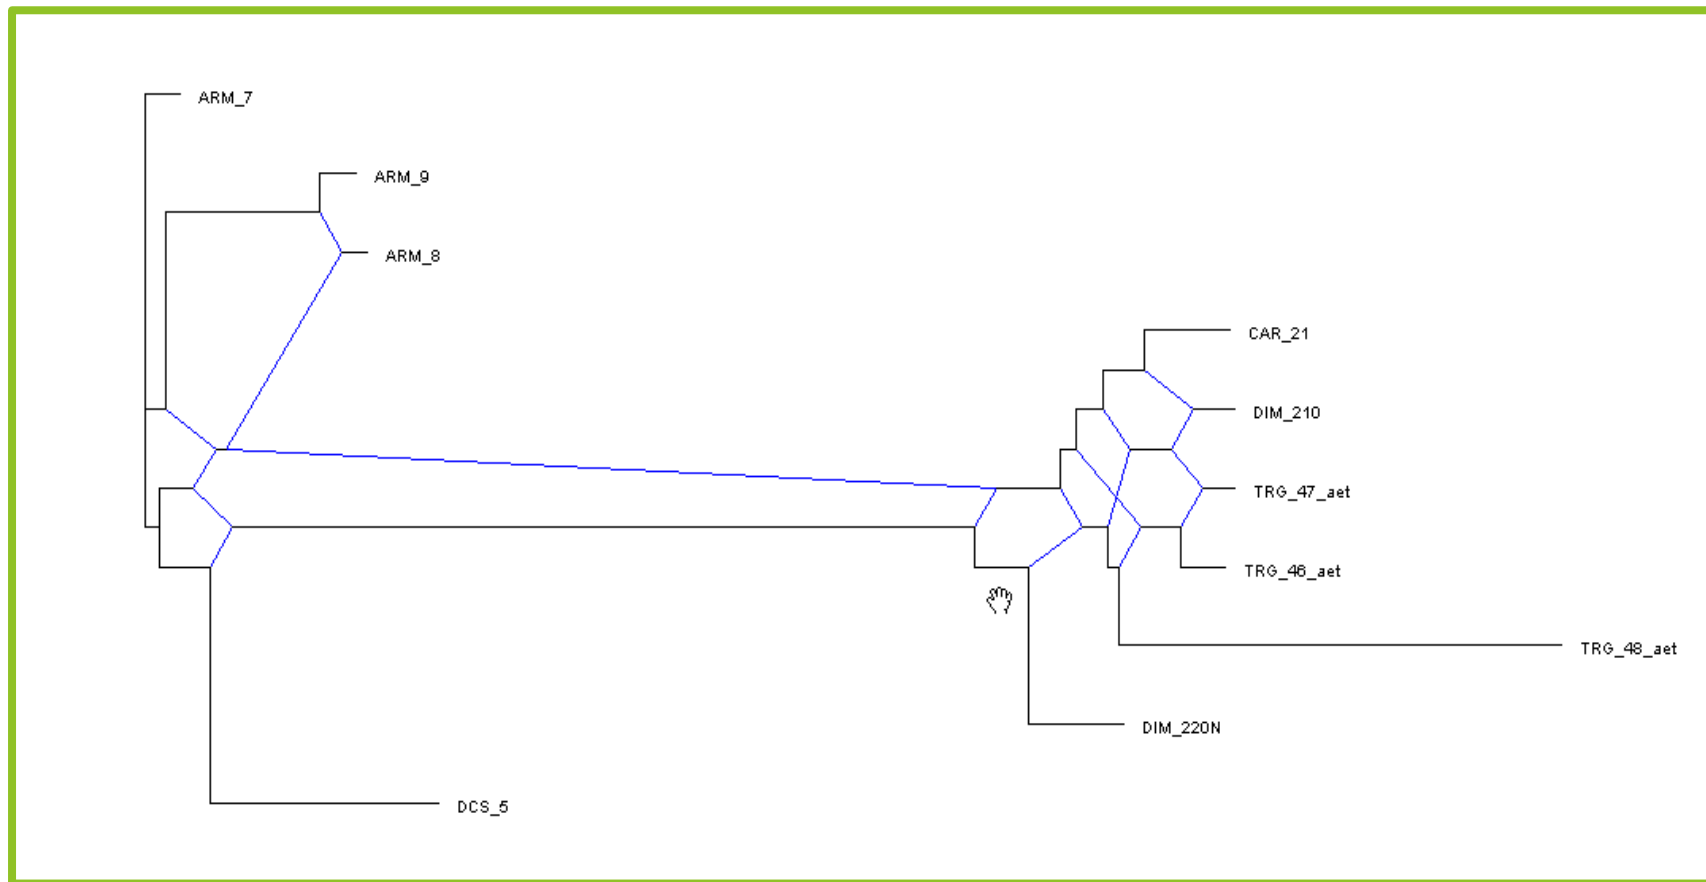 ARM_7
ARM_9
ARM_8
CAR_21
DIM_210
TRG_47_aet
TRG_46_aet
TRG_48_aet
DIM_220N
DCS_5